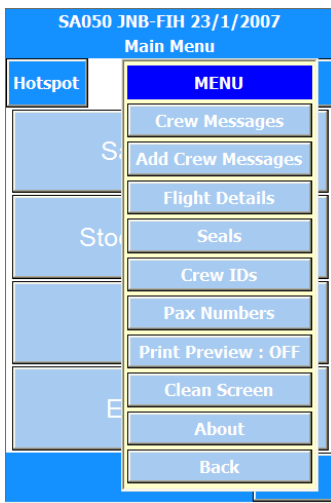 SA050 JNB-FIH 23/1/2007
Main Menu
Hotspot
MENU
Crew Messages
Add Crew Messages
Flight Details
Seals
Crew IDs
Pax Numbers
Print Preview : OFF
Clean Screen
About
Back